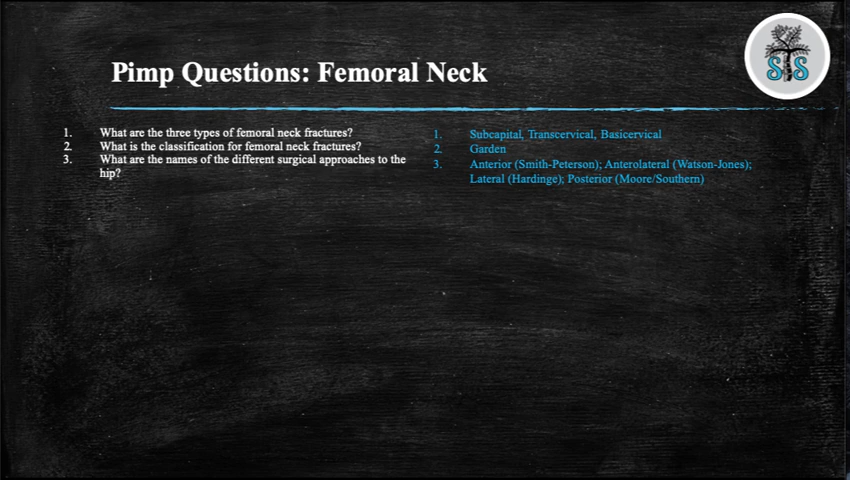 Pimp Questions: Femoral Neck
STS
1. What are the three types of femoral neck fractures?
2. What is the classification for femoral neck fractures?
3. What are the names of the different surgical approaches to the
hip?
1. Subcapital, Transcervical, Basicervical
2. Garden
3. Anterior (Smith-Peterson); Anterolateral (Watson-Jones);
Lateral (Hardinge); Posterior (Moore/Southern)